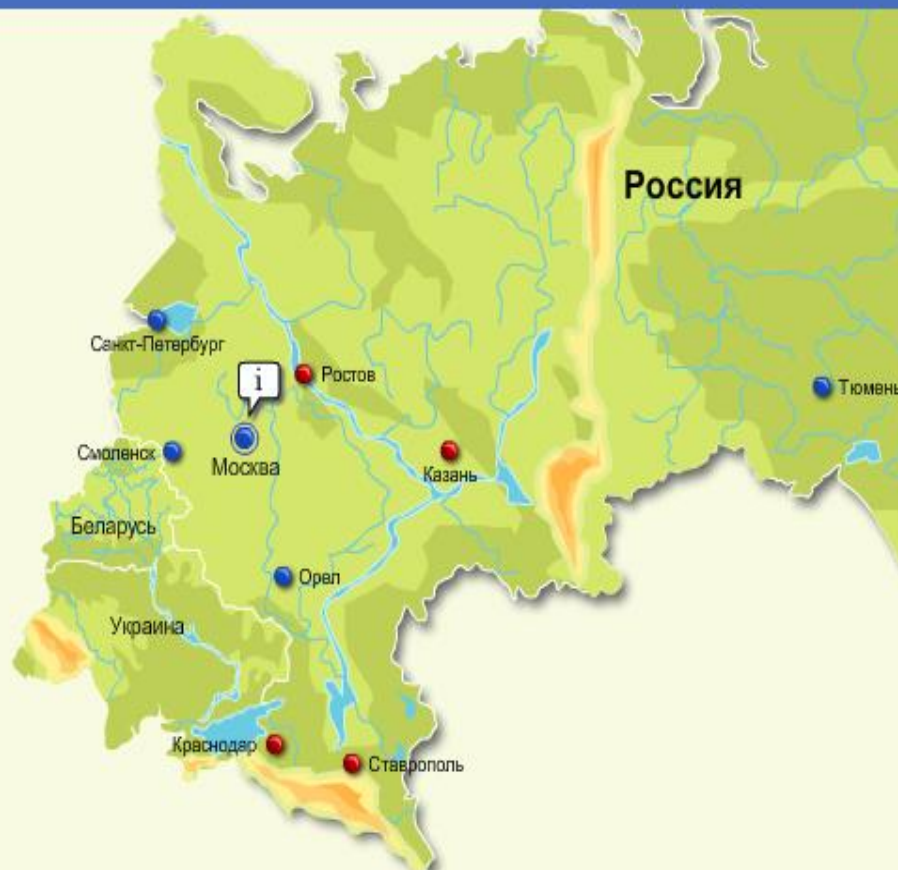 Россия
Санкт-Петербург
i
Ростов
Тюмень
Смоленск
Москва
Казань
Беларусь
Орел
Украина
Краснодар
Ставрополь